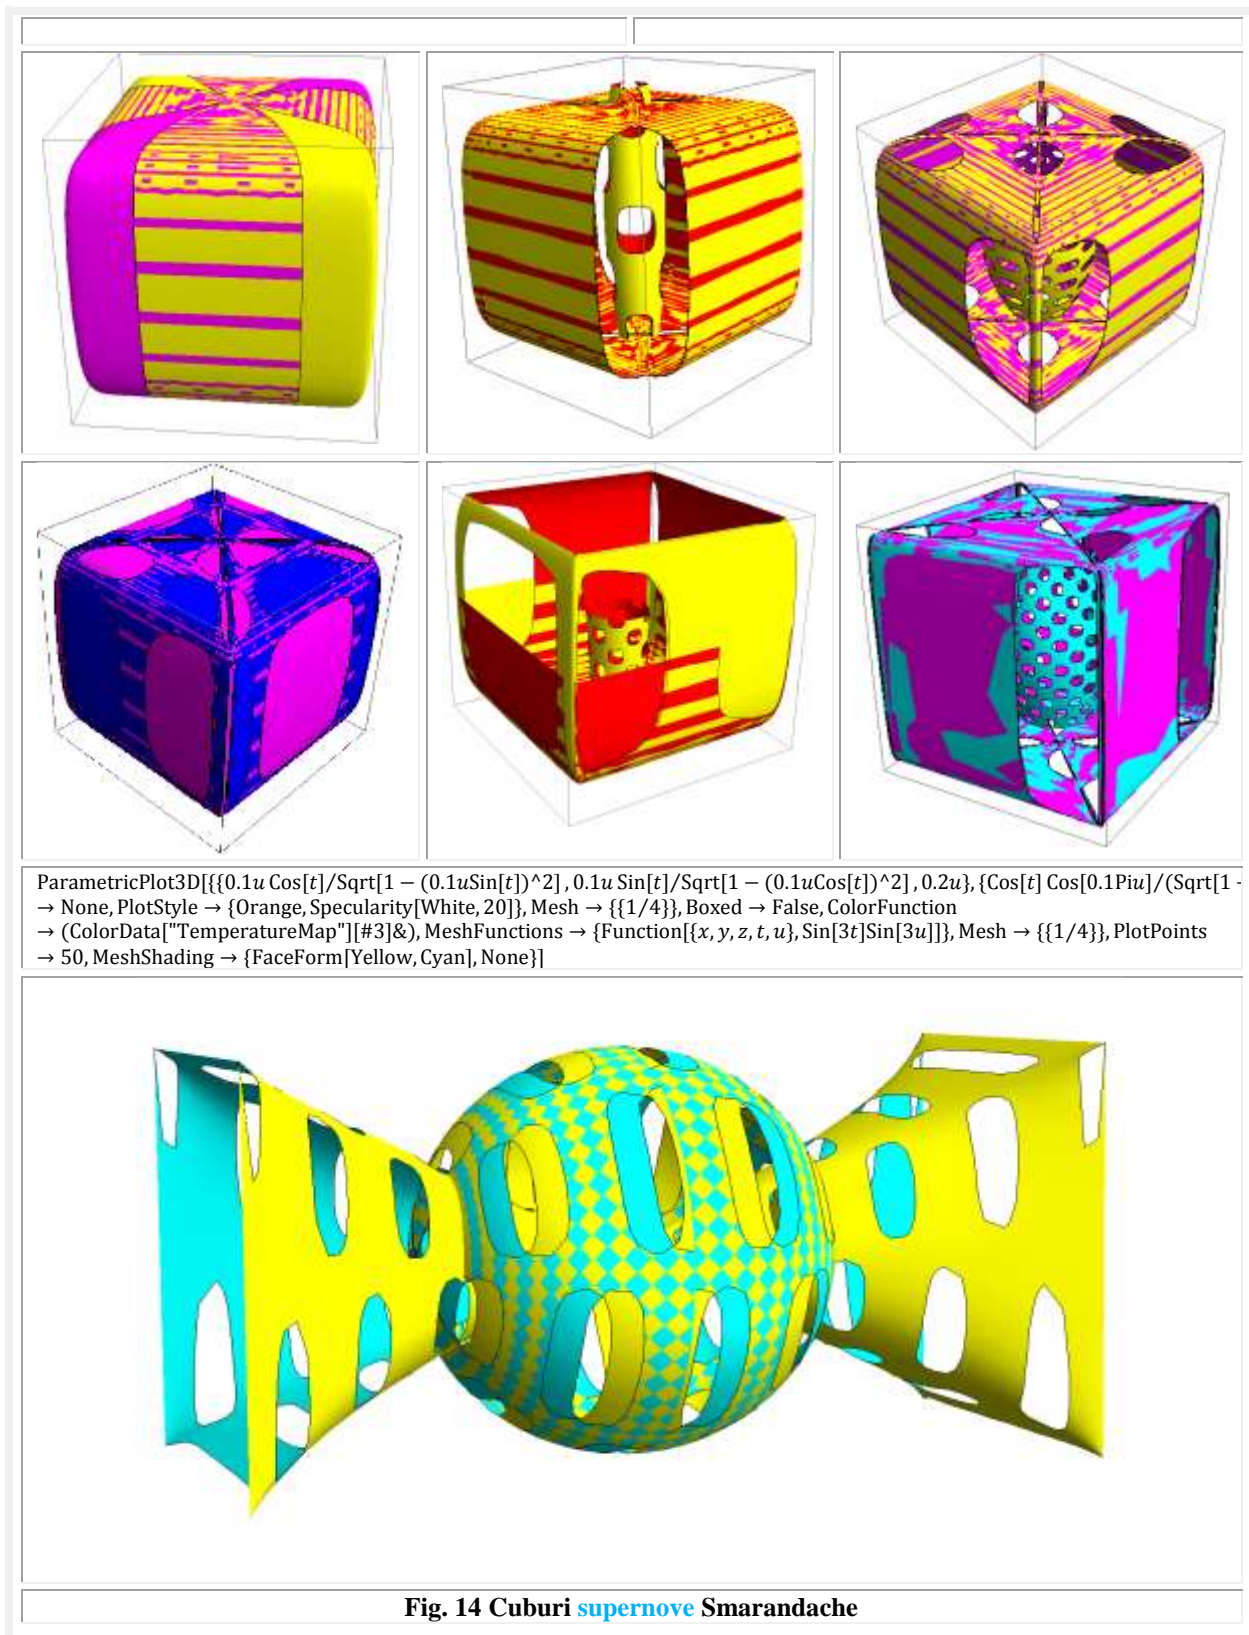 ParametricPlot3D[{{0.1u Cos[t]/Sqrt[1 − (0.1uSin[t])^2] , 0.1u Sin[t]/Sqrt[1 − (0.1uCos[t])^2] , 0.2u}, {Cos[t] Cos[0.1Piu]/(Sqrt[1 -
→ None, PlotStyle → {Orange, Specularity[White, 20]}, Mesh → {{1/4}}, Boxed → False, ColorFunction
→ (ColorData["TemperatureMap"][#3]&), MeshFunctions → {Function[{x, y, z, t, u}, Sin[3t]Sin[3u]]}, Mesh → {{1/4}}, PlotPoints
→ 50, MeshShading → {FaceForm[Yellow, Cyan], None}]
Fig. 14 Cuburi supernove Smarandache